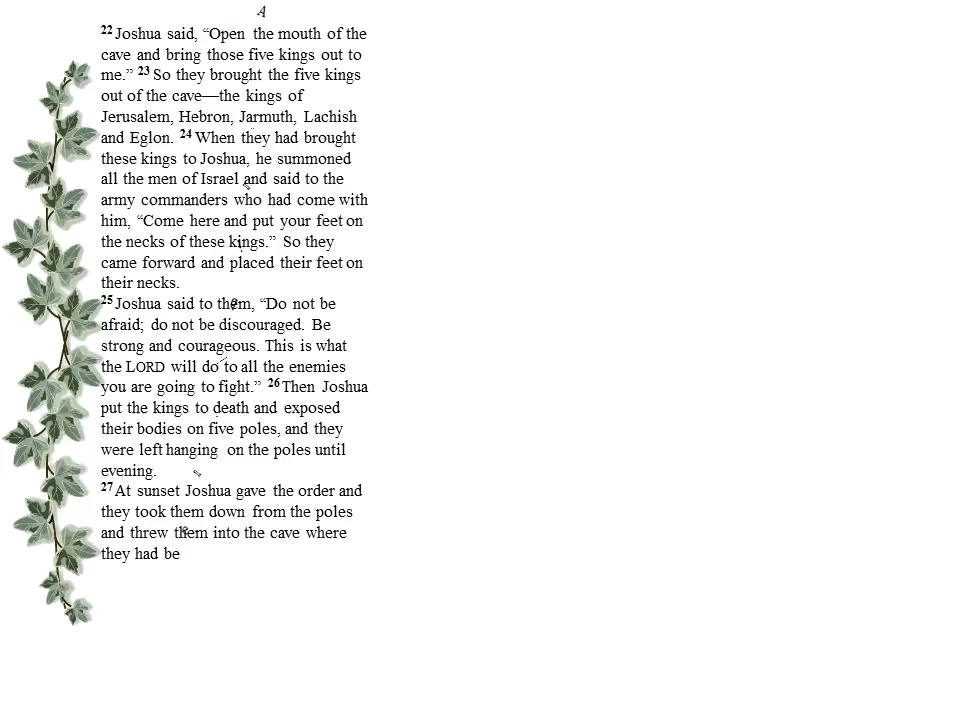 A
22 Joshua said, “Open the mouth of the
cave and bring those five kings out to
me.” 23 So they brought the five kings
out of the cave—the kings of
Jerusalem, Hebron, Jarmuth, Lachish
and Eglon. 24 When they had brought
these kings to Joshua, he summoned
all the men of Israel and said to the
army commanders who had come with
him, “Come here and put your feet on
the necks of these kings.” So they
came forward and placed their feet on
their necks.
25 Joshua said to them, “Do not be
afraid; do not be discouraged. Be
strong and courageous. This is what
the LORD will do to all the enemies
you are going to fight.” 26 Then Joshua
put the kings to death and exposed
their bodies on five poles, and they
were left hanging on the poles until
evening.
27 At sunset Joshua gave the order and
they took them down from the poles
and threw them into the cave where
they had be